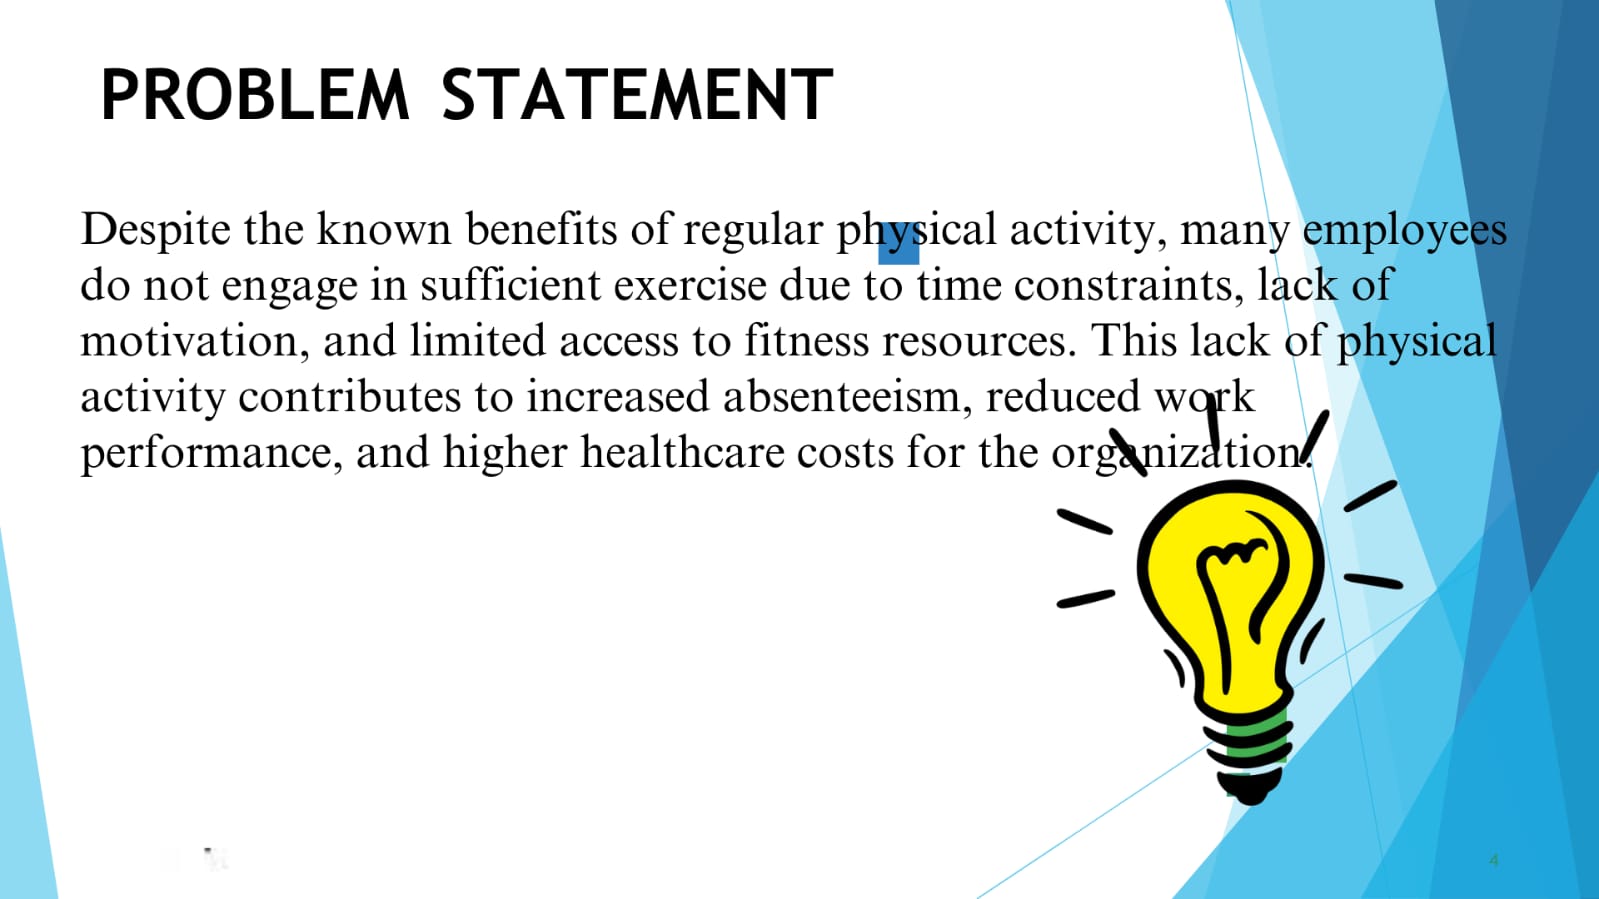 PROBLEM STATEMENT
Despite the known benefits of regular physical activity, many employees
do not engage in sufficient exercise due to time constraints, lack of
motivation, and limited access to fitness resources. This lack of physical
activity contributes to increased absenteeism, reduced work
performance, and higher healthcare costs for the organization.
4